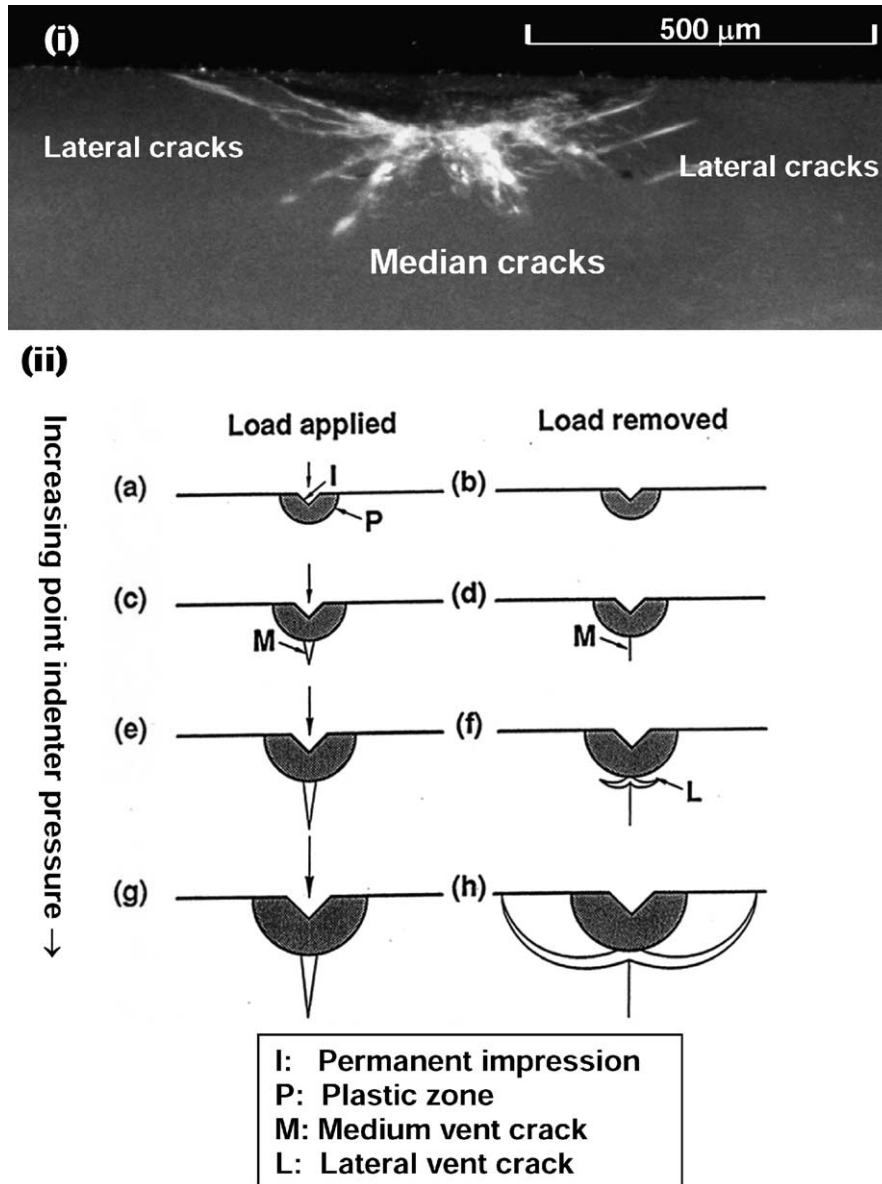 (i)
500 μm
Lateral cracks
Lateral cracks
Median cracks
(ii)
Increasing point indenter pressure →
Load applied
Load removed
(a)
I
P
(b)
(c)
M
(d)
M
(e)
(f)
L
(g)
(h)
I: Permanent impression
P: Plastic zone
M: Medium vent crack
L: Lateral vent crack